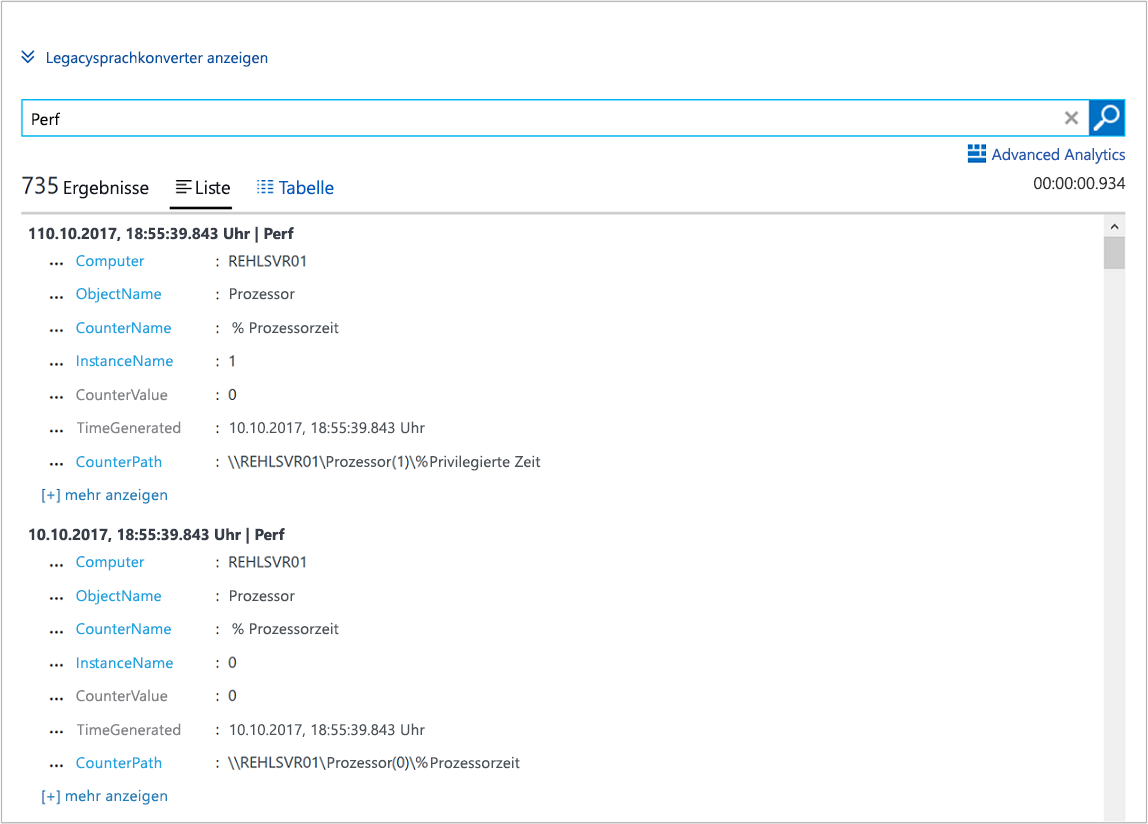 Legacysprachkonverter anzeigen
Perf
Advanced Analytics
735 Ergebnisse Liste Tabelle 00:00:00.934
110.10.2017, 18:55:39.843 Uhr | Perf
... Computer : REHLSVR01
... ObjectName : Prozessor
... CounterName : % Prozessorzeit
... InstanceName : 1
... CounterValue : 0
... TimeGenerated : 10.10.2017, 18:55:39.843 Uhr
... CounterPath : \\REHLSVR01\Prozessor(1)\%Privilegierte Zeit
[+] mehr anzeigen
10.10.2017, 18:55:39.843 Uhr | Perf
... Computer : REHLSVR01
... ObjectName : Prozessor
... CounterName : % Prozessorzeit
... InstanceName : 0
... CounterValue : 0
... TimeGenerated : 10.10.2017, 18:55:39.843 Uhr
... CounterPath : \\REHLSVR01\Prozessor(0)\%Prozessorzeit
[+] mehr anzeigen